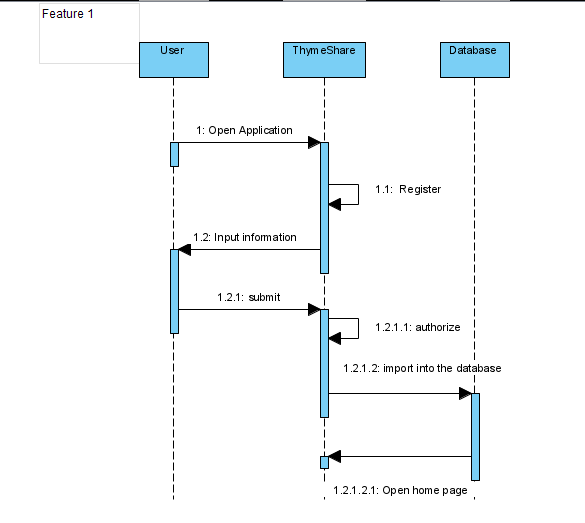 Feature 1
User
ThymeShare
Database
1: Open Application
1.1: Register
1.2: Input information
1.2.1: submit
1.2.1.1: authorize
1.2.1.2: import into the database
1.2.1.2.1: Open home page